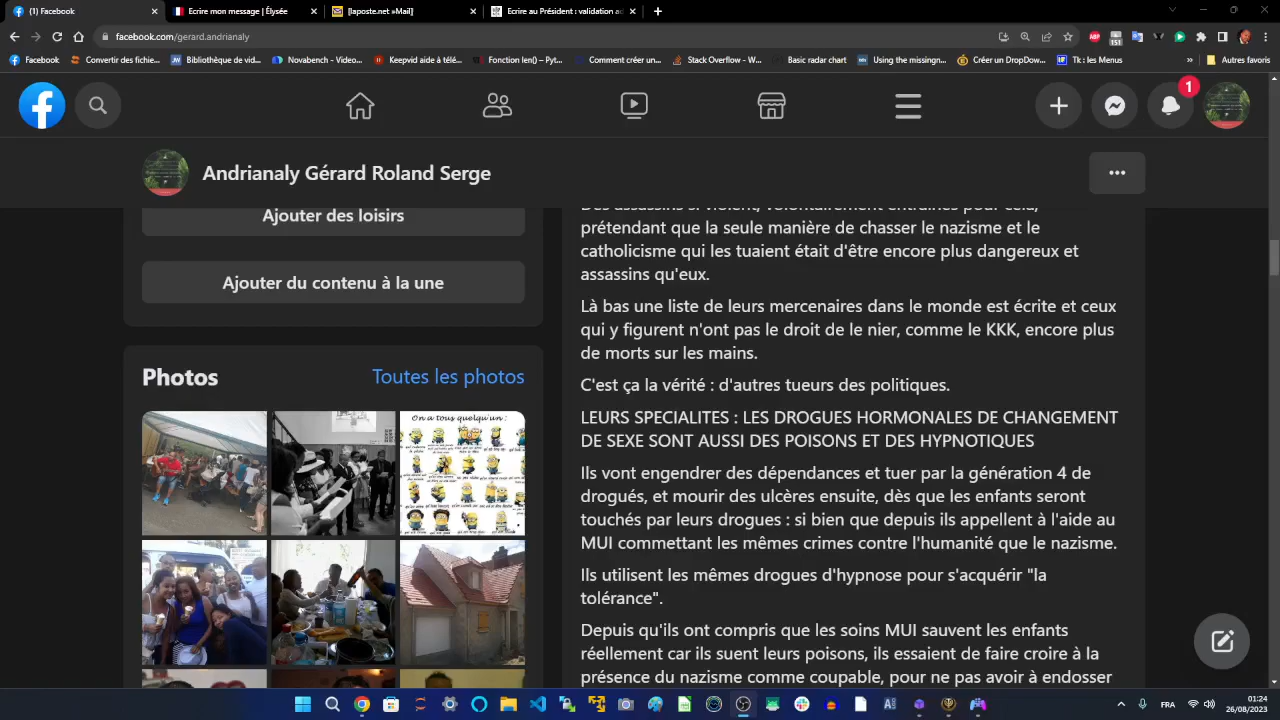 (1) Facebook
Ecrire mon message | Élysée
[laposte.net »Mail]
Ecrire au Président : validation ad
facebook.com/gerard.andrianaly
151
Facebook
Convertir des fichie...
Bibliothèque de vid...
Novabench - Video...
Keepvid aide à télé...
Fonction len() – Pyt...
Comment créer un...
Stack Overflow - W...
Basic radar chart
Using the missingn...
Créer un DropDow...
Tk : les Menus
»
Autres favoris
1
Andrianaly Gérard Roland Serge
Ajouter des loisirs
Ajouter du contenu à la une
Photos
Toutes les photos
On a tous quelqu'un :
Des assassins si violent, volontairement entraînés pour cela,
prétendant que la seule manière de chasser le nazisme et le
catholicisme qui les tuaient était d'être encore plus dangereux et
assassins qu'eux.
Là bas une liste de leurs mercenaires dans le monde est écrite et ceux
qui y figurent n'ont pas le droit de le nier, comme le KKK, encore plus
de morts sur les mains.
C'est ça la vérité : d'autres tueurs des politiques.
LEURS SPECIALITES : LES DROGUES HORMONALES DE CHANGEMENT
DE SEXE SONT AUSSI DES POISONS ET DES HYPNOTIQUES
Ils vont engendrer des dépendances et tuer par la génération 4 de
drogués, et mourir des ulcères ensuite, dès que les enfants seront
touchés par leurs drogues : si bien que depuis ils appellent à l'aide au
MUI commettant les mêmes crimes contre l'humanité que le nazisme.
Ils utilisent les mêmes drogues d'hypnose pour s'acquérir "la
tolérance".
Depuis qu'ils ont compris que les soins MUI sauvent les enfants
réellement car ils suent leurs poisons, ils essaient de faire croire à la
présence du nazisme comme coupable, pour ne pas avoir à endosser
FRA
01:24
26/08/2023